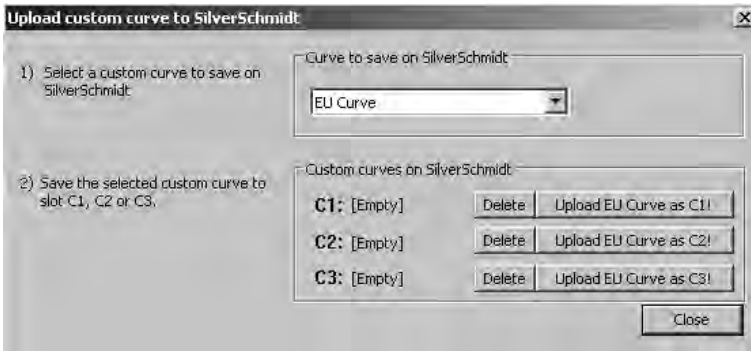 Upload custom curve to SilverSchmidt
1) Select a custom curve to save on
SilverSchmidt
Curve to save on SilverSchmidt
EU Curve
2) Save the selected custom curve to
slot C1, C2 or C3.
Custom curves on SilverSchmidt
C1: [Empty] Delete Upload EU Curve as C1!
C2: [Empty] Delete Upload EU Curve as C2!
C3: [Empty] Delete Upload EU Curve as C3!
Close